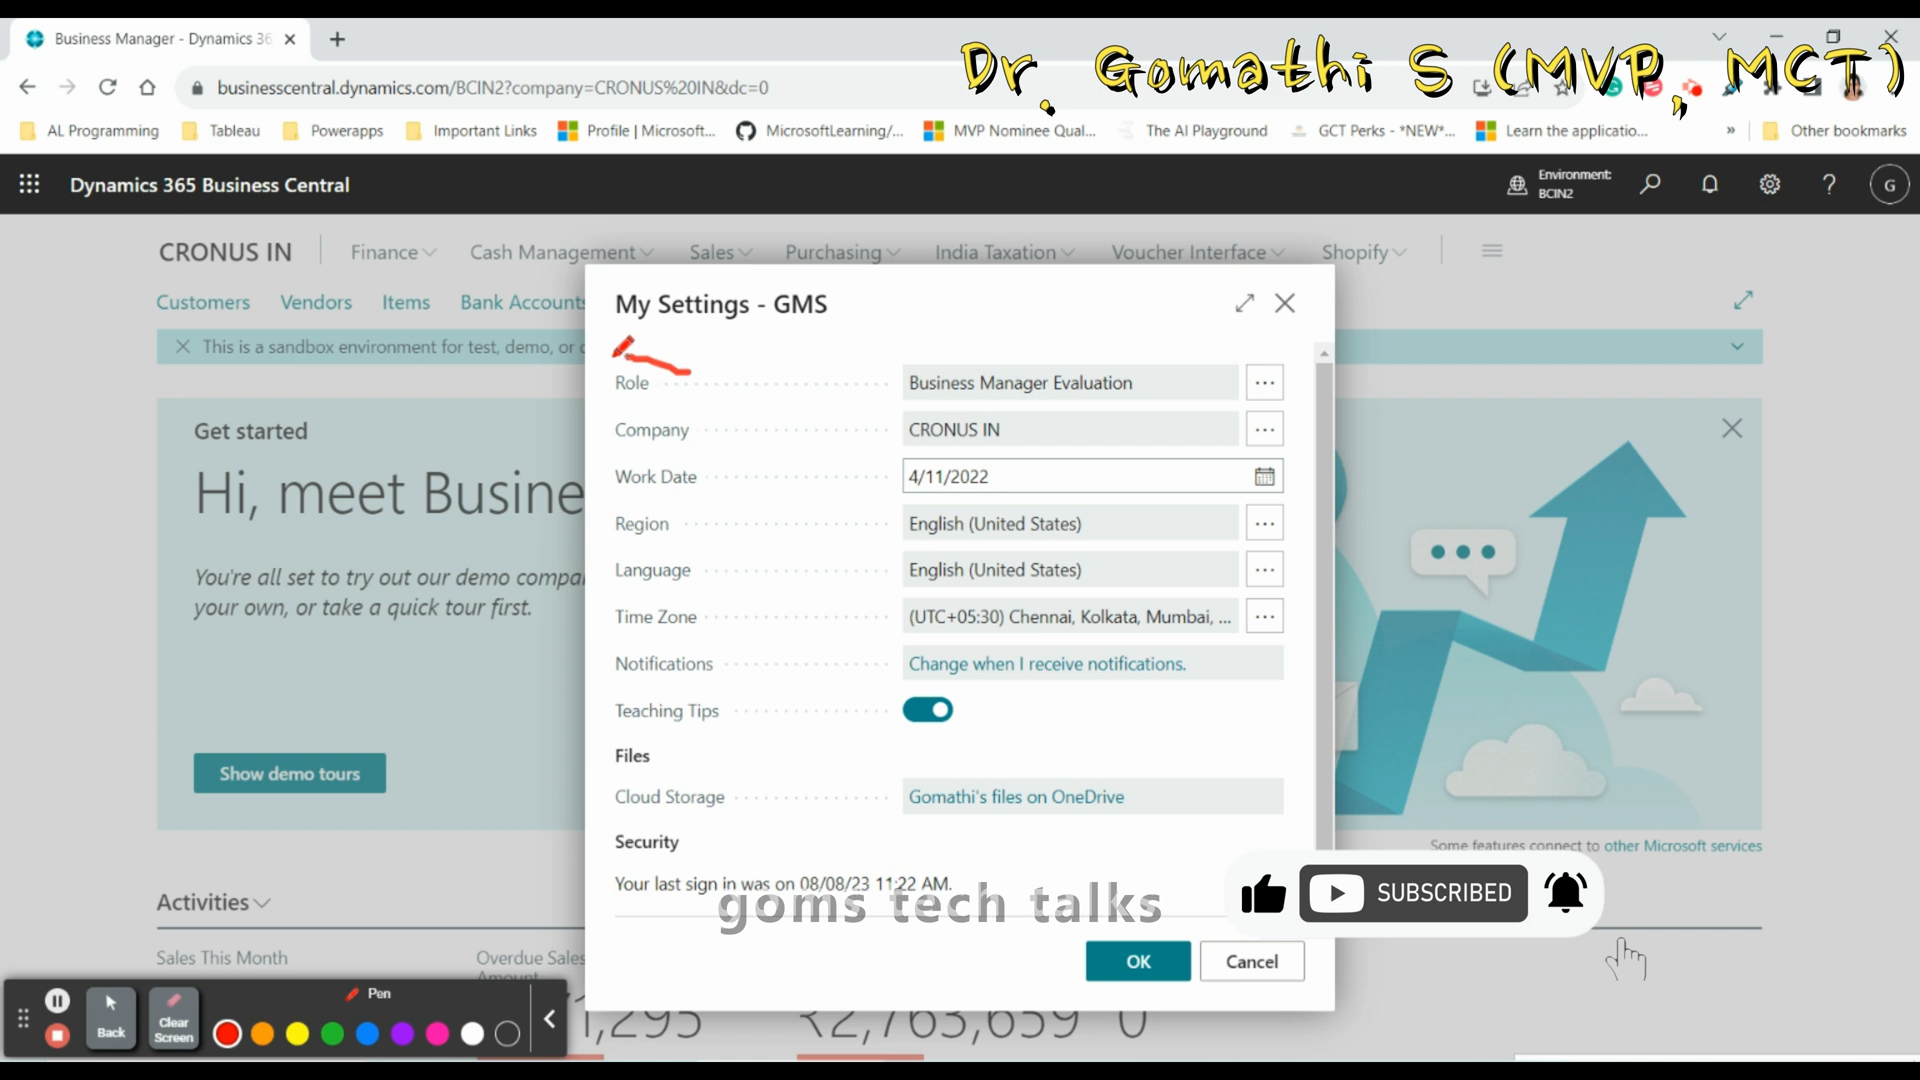 Business Manager - Dynamics 36
Dr. Gomathi S (MVP, MCT)
businesscentral.dynamics.com/BCIN2?company=CRONUS%20IN&dc=0
AL Programming Tableau Powerapps Important Links Profile | Microsoft... MicrosoftLearning/... MVP Nominee Qual... The AI Playground GCT Perks - *NEW*... Learn the applicatio... » Other bookmarks
Dynamics 365 Business Central
Environment:
BCIN2
?
G
CRONUS IN Finance Cash Management Sales Purchasing India Taxation Voucher Interface Shopify
Customers Vendors Items Bank Accounts
This is a sandbox environment for test, demo, or
Get started
Hi, meet Busine
You're all set to try out our demo compa
your own, or take a quick tour first.
Show demo tours
My Settings - GMS
Role Business Manager Evaluation ...
Company CRONUS IN ...
Work Date 4/11/2022
Region English (United States) ...
Language English (United States) ...
Time Zone (UTC+05:30) Chennai, Kolkata, Mumbai, ... ...
Notifications Change when I receive notifications.
Teaching Tips
Files
Cloud Storage Gomathi's files on OneDrive
Security
Your last sign in was on 08/08/23 11:22 AM.
goms tech talks
OK Cancel
Some features connect to other Microsoft services
SUBSCRIBED
Activities
Sales This Month Overdue Sales
Amount
1,295 ₹2,763,659 0
Pen
Back
Clear
Screen